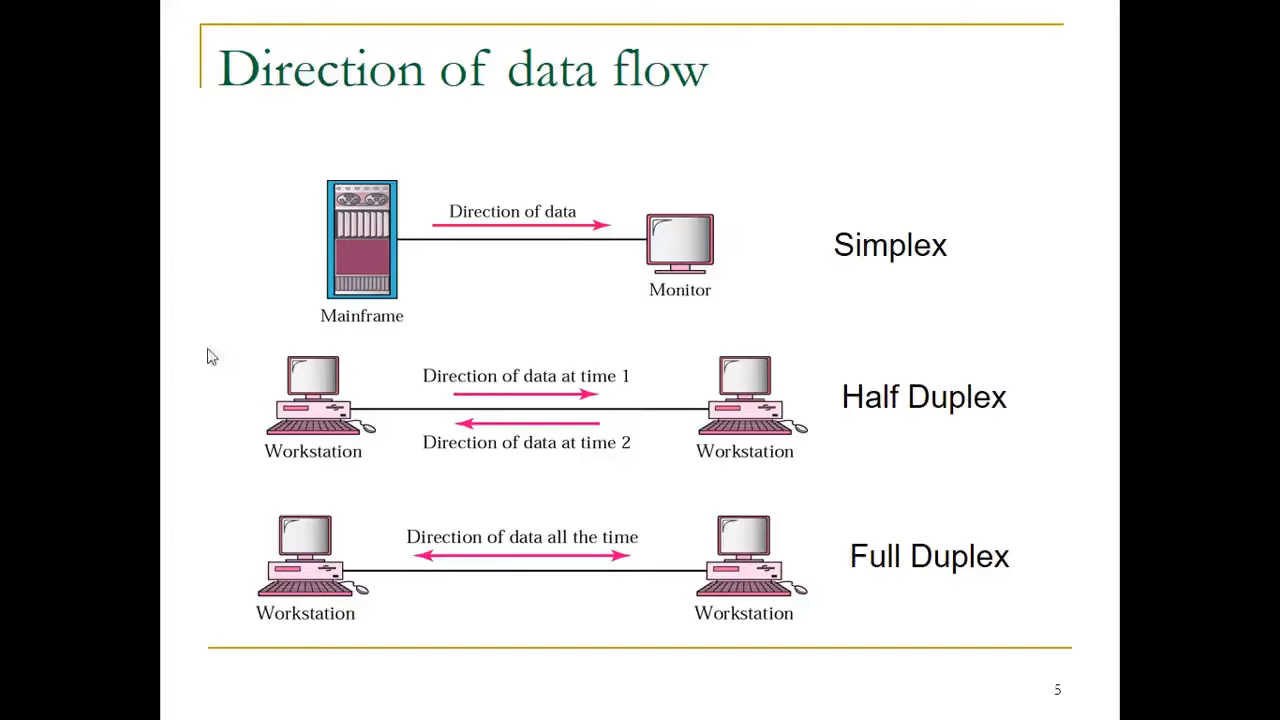 Direction of data flow
Direction of data
Simplex
Monitor
Mainframe
Direction of data at time 1
Half Duplex
Direction of data at time 2
Workstation
Workstation
Direction of data all the time
Full Duplex
Workstation
Workstation
5